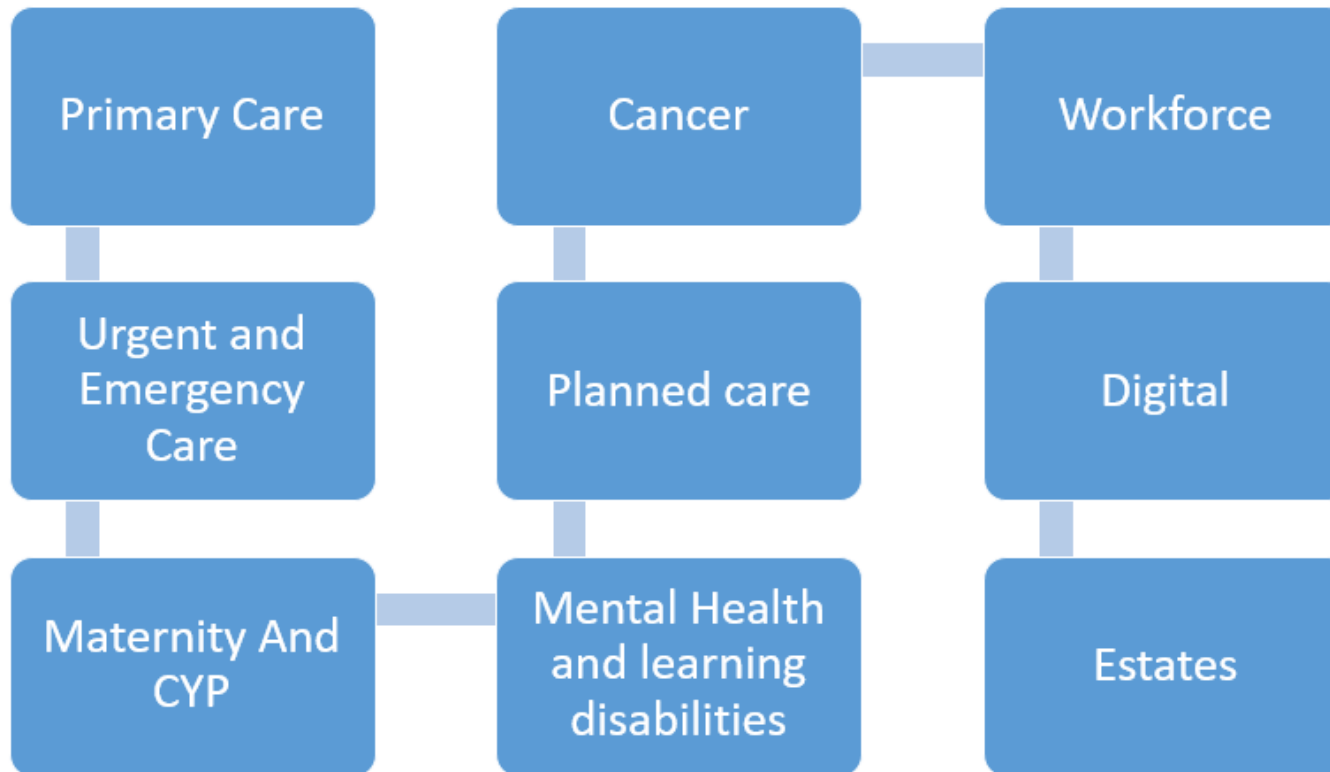 Primary Care
Urgent and
Emergency
Care
Maternity And
CYP
Mental Health
and learning
disabilities
Planned care
Cancer
Workforce
Digital
Estates